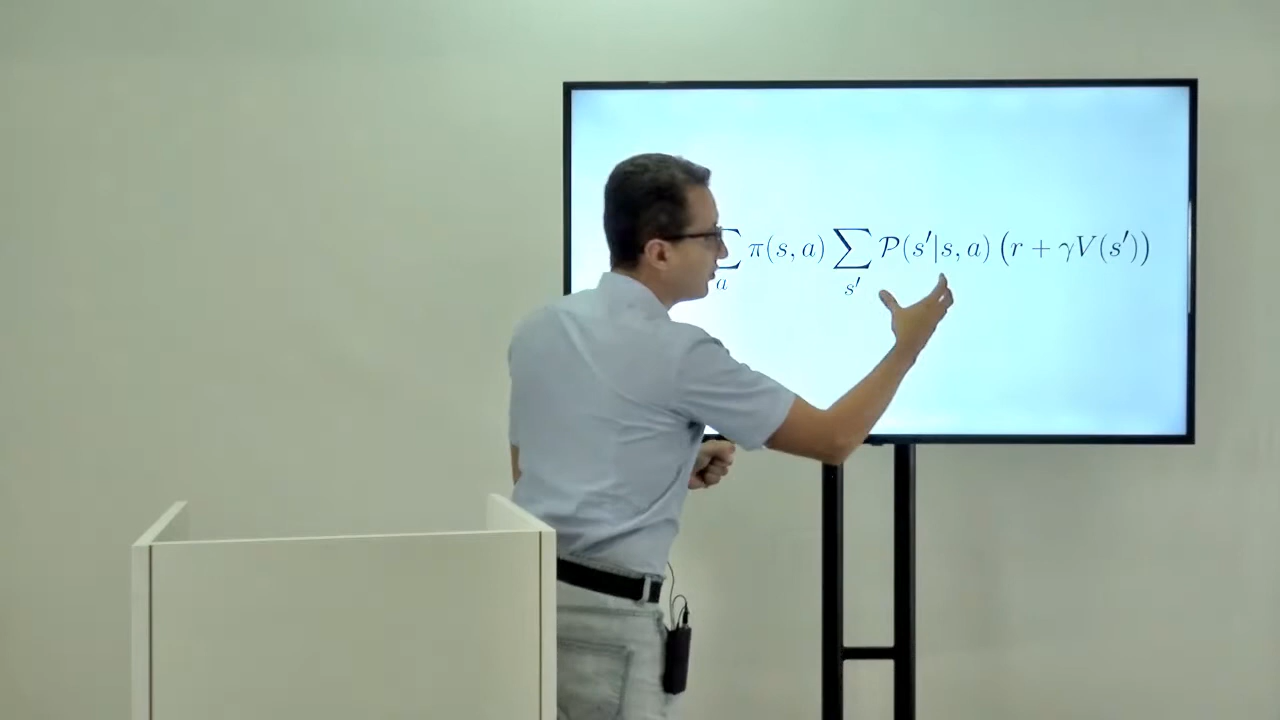 ∑ π(s, a) ∑ 𝒫(s′|s, a) (r + γV(s′))
a s′